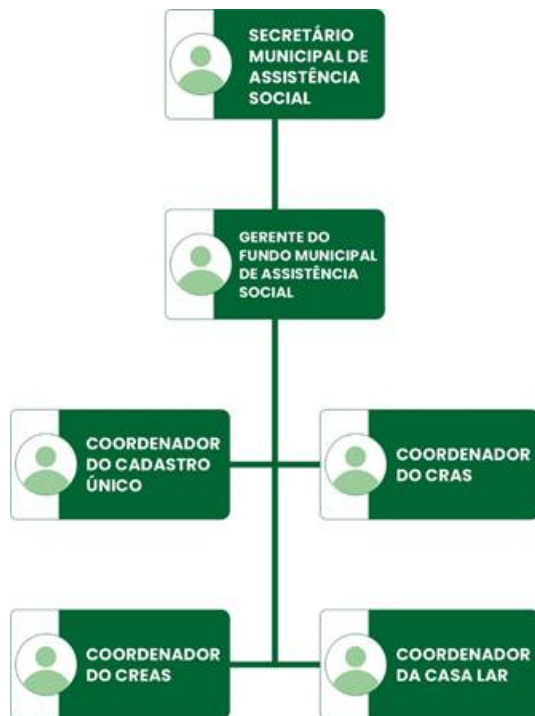 SECRETÁRIO
MUNICIPAL DE
ASSISTÊNCIA
SOCIAL
GERENTE DO
FUNDO MUNICIPAL
DE ASSISTÊNCIA
SOCIAL
COORDENADOR
DO CADASTRO
ÚNICO
COORDENADOR
DO CRAS
COORDENADOR
DO CREAS
COORDENADOR
DA CASA LAR